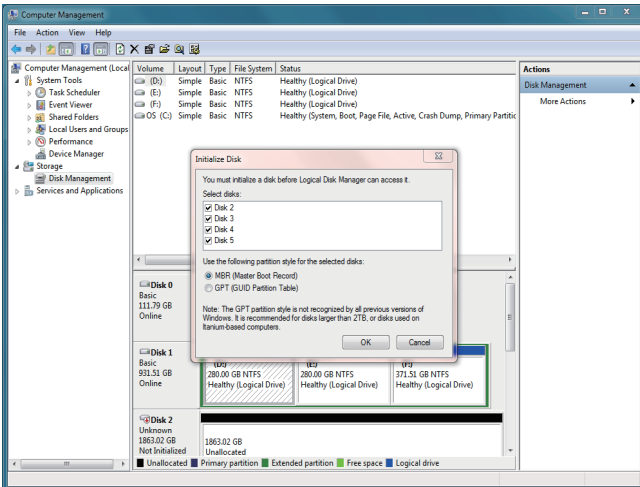 Computer Management
File Action View Help
Computer Management (Local
System Tools
Task Scheduler
Event Viewer
Shared Folders
Local Users and Groups
Performance
Device Manager
Storage
Disk Management
Services and Applications
Volume Layout Type File System Status
(D:) Simple Basic NTFS Healthy (Logical Drive)
(E:) Simple Basic NTFS Healthy (Logical Drive)
(F:) Simple Basic NTFS Healthy (Logical Drive)
OS (C:) Simple Basic NTFS Healthy (System, Boot, Page File, Active, Crash Dump, Primary Partitic
Actions
Disk Management
More Actions
Initialize Disk
You must initialize a disk before Logical Disk Manager can access it.
Select disks:
Disk 2
Disk 3
Disk 4
Disk 5
Use the following partition style for the selected disks:
MBR (Master Boot Record)
GPT (GUID Partition Table)
Note: The GPT partition style is not recognized by all previous versions of
Windows. It is recommended for disks larger than 2TB, or disks used on
Itanium-based computers.
OK Cancel
Disk 0
Basic
111.79 GB
Online
Disk 1
Basic
931.51 GB
Online
(D:)
280.00 GB NTFS
Healthy (Logical Drive)
(E:)
280.00 GB NTFS
Healthy (Logical Drive)
(F:)
371.51 GB NTFS
Healthy (Logical Drive)
Disk 2
Unknown
1863.02 GB
Not Initialized
1863.02 GB
Unallocated
Unallocated Primary partition Extended partition Free space Logical drive